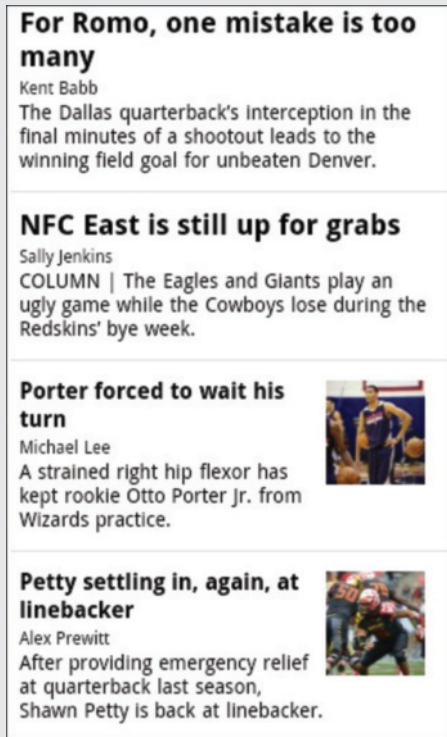 For Romo, one mistake is too
many
Kent Babb
The Dallas quarterback's interception in the
final minutes of a shootout leads to the
winning field goal for unbeaten Denver.
NFC East is still up for grabs
Sally Jenkins
COLUMN | The Eagles and Giants play an
ugly game while the Cowboys lose during the
Redskins' bye week.
Porter forced to wait his
turn
Michael Lee
A strained right hip flexor has
kept rookie Otto Porter Jr. from
Wizards practice.
Petty settling in, again, at
linebacker
Alex Prewitt
After providing emergency relief
at quarterback last season,
Shawn Petty is back at linebacker.
50